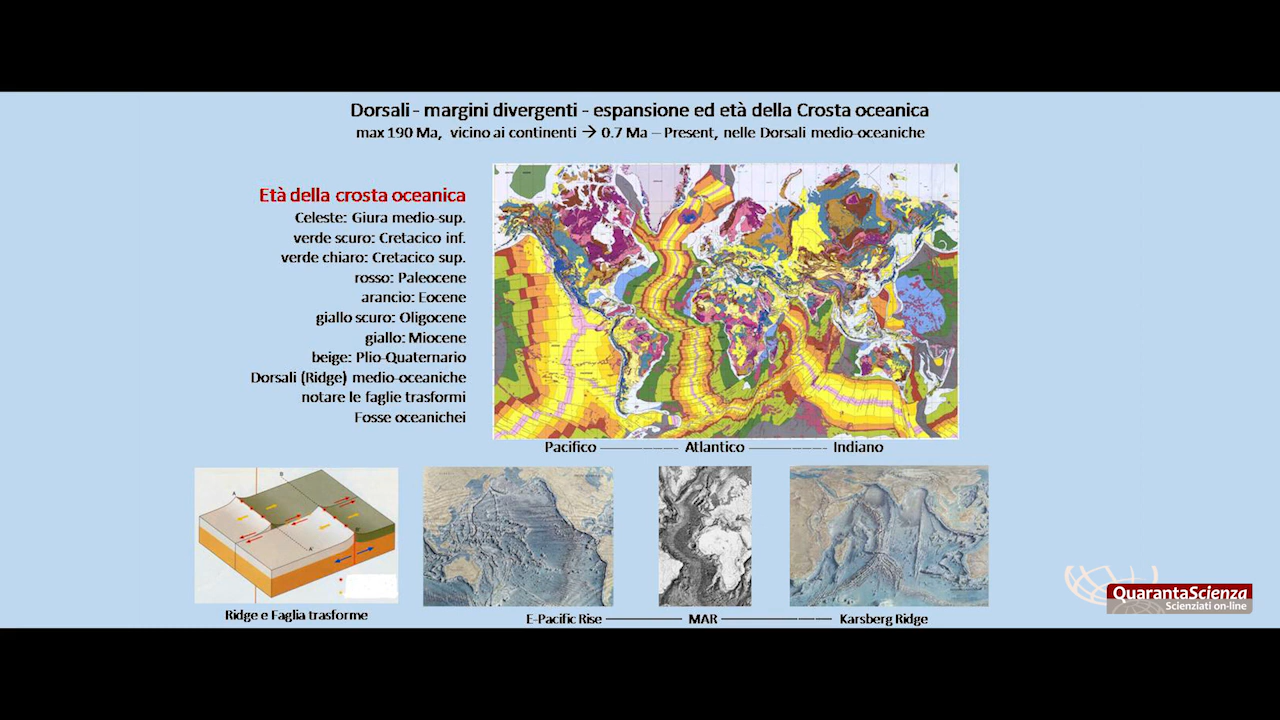 Dorsali - margini divergenti - espansione ed età della Crosta oceanica
max 190 Ma, vicino ai continenti → 0.7 Ma – Present, nelle Dorsali medio-oceaniche
Età della crosta oceanica
Celeste: Giura medio-sup.
verde scuro: Cretacico inf.
verde chiaro: Cretacico sup.
rosso: Paleocene
arancio: Eocene
giallo scuro: Oligocene
giallo: Miocene
beige: Plio-Quaternario
Dorsali (Ridge) medio-oceaniche
notare le faglie trasformi
Fosse oceanichei
Pacifico Atlantico Indiano
Ridge e Faglia trasforme
E-Pacific Rise MAR Karsberg Ridge
QuarantaScienza
Scienziati on-line